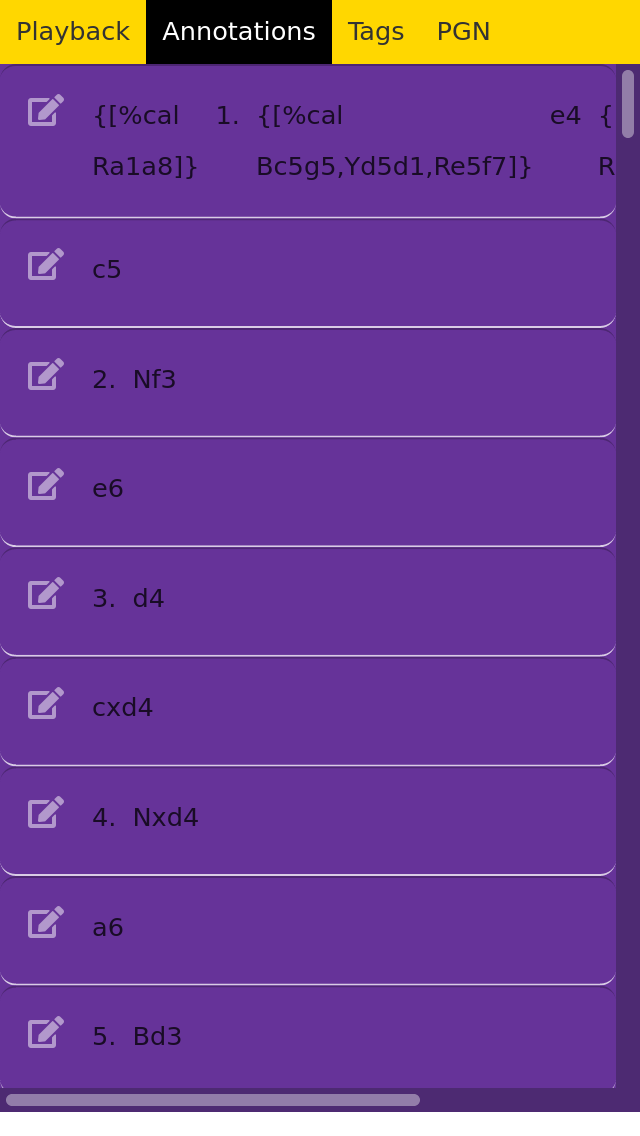 Playback Annotations Tags PGN
{[%cal 1. {[%cal e4 {
Ra1a8]} Bc5g5,Yd5d1,Re5f7]} R
c5
2. Nf3
e6
3. d4
cxd4
4. Nxd4
a6
5. Bd3